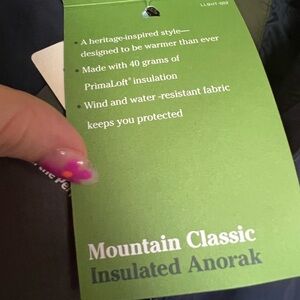 • A heritage-inspired style—
designed to be warmer than ever
• Made with 40 grams of
PrimaLoft® insulation
• Wind and water-resistant fabric
keeps you protected
Mountain Classic
Insulated Anorak